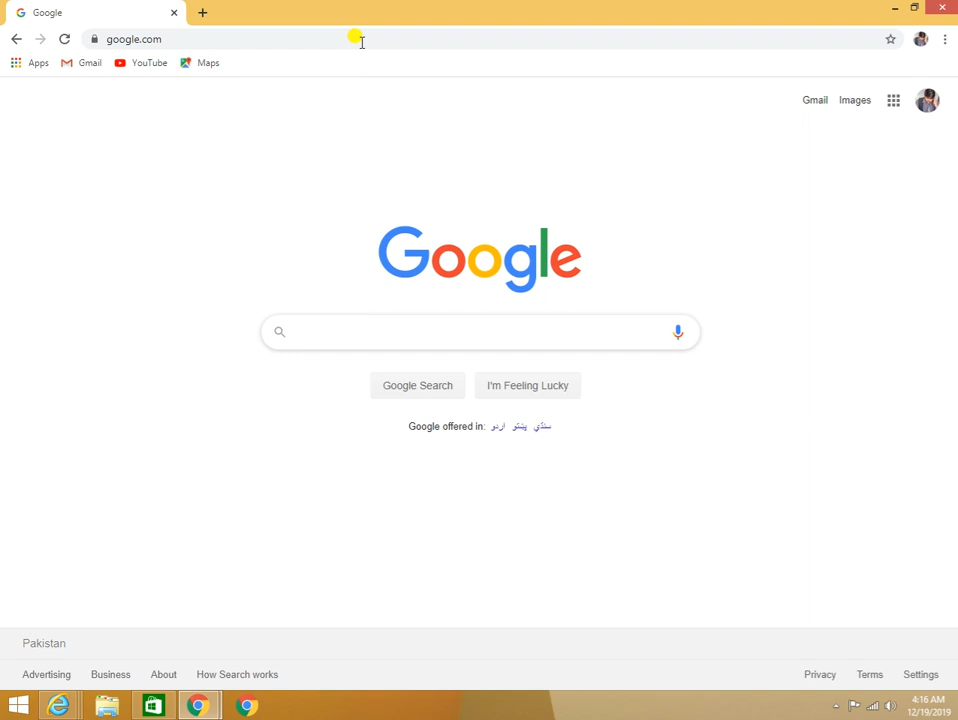 Google
google.com
Apps Gmail YouTube Maps
Gmail Images
Google
Google Search I'm Feeling Lucky
Google offered in: اردو پښتو سنڌي
Pakistan
Advertising Business About How Search works Privacy Terms Settings
4:16 AM
12/19/2019